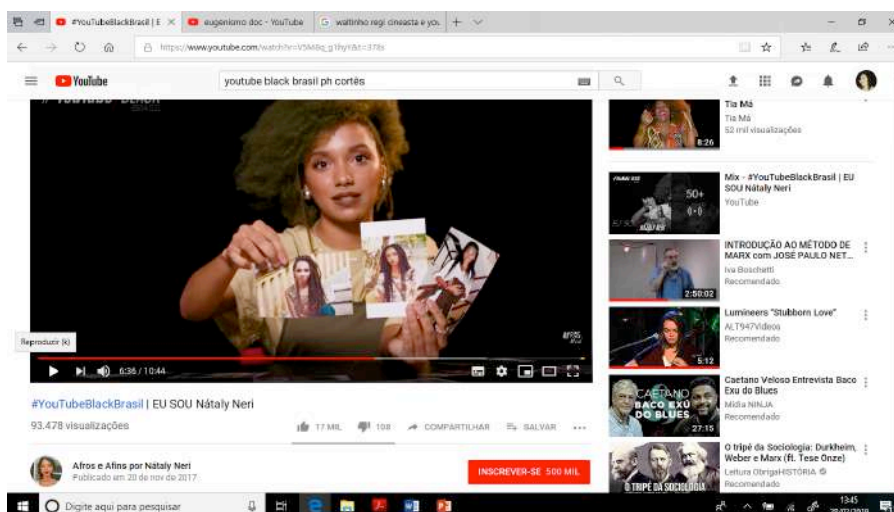 #YouTubeBlackBrasil | E
eugenismo doc - YouTube
waltinho regi cineasta e you
https://www.youtube.com/watch?v=
YouTube
youtube black brasil ph cortês
Tia Má
Tia Má
52 mil visualizações
8:26
Mix - #YouTubeBlackBrasil | EU
SOU Nátaly Neri
YouTube
50+
INTRODUÇÃO AO MÉTODO DE
MARX com JOSÉ PAULO NET...
Iva Boschetti
Recomendado
2:50:02
Lumineers "Stubborn Love"
ALT947Videos
Recomendado
5:12
Reproduzir (k)
6:36 / 10:44
#YouTubeBlackBrasil | EU SOU Nátaly Neri
93.478 visualizações
17 MIL
108
COMPARTILHAR
SALVAR
Afros e Afins por Nátaly Neri
Publicado em 20 de nov de 2017
INSCREVER-SE 500 MIL
Caetano Veloso Entrevista Baco
Exu do Blues
Mídia NINJA
Recomendado
CAETANO
BACO EXÚ
DO BLUES
27:15
O tripé da Sociologia: Durkheim,
Weber e Marx (ft. Tese Onze)
Leitura ObrigaHISTÓRIA
Recomendado
O TRIPÉ DA SOCIOLOGIA
Digite aqui para pesquisar
13:45